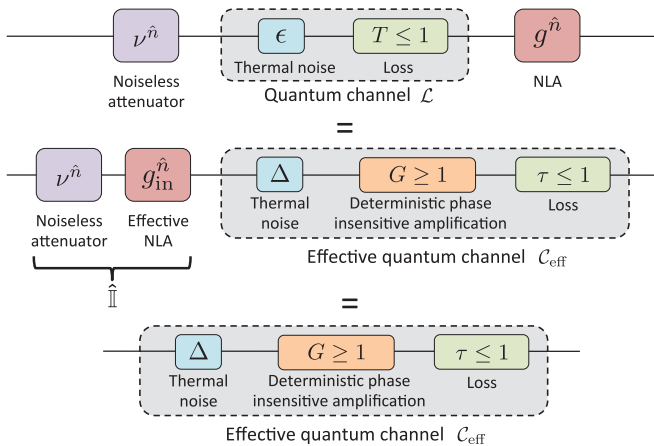 ν^n̂ ϵ T ≤ 1 g^n̂
Noiseless attenuator Thermal noise Loss NLA
Quantum channel ℒ
=
ν^n̂ g_in^n̂ Δ G ≥ 1 τ ≤ 1
Noiseless Effective Thermal Deterministic phase Loss
attenuator NLA noise insensitive amplification
Effective quantum channel 𝒞_eff
𝕀̂
=
Δ G ≥ 1 τ ≤ 1
Thermal Deterministic phase Loss
noise insensitive amplification
Effective quantum channel 𝒞_eff